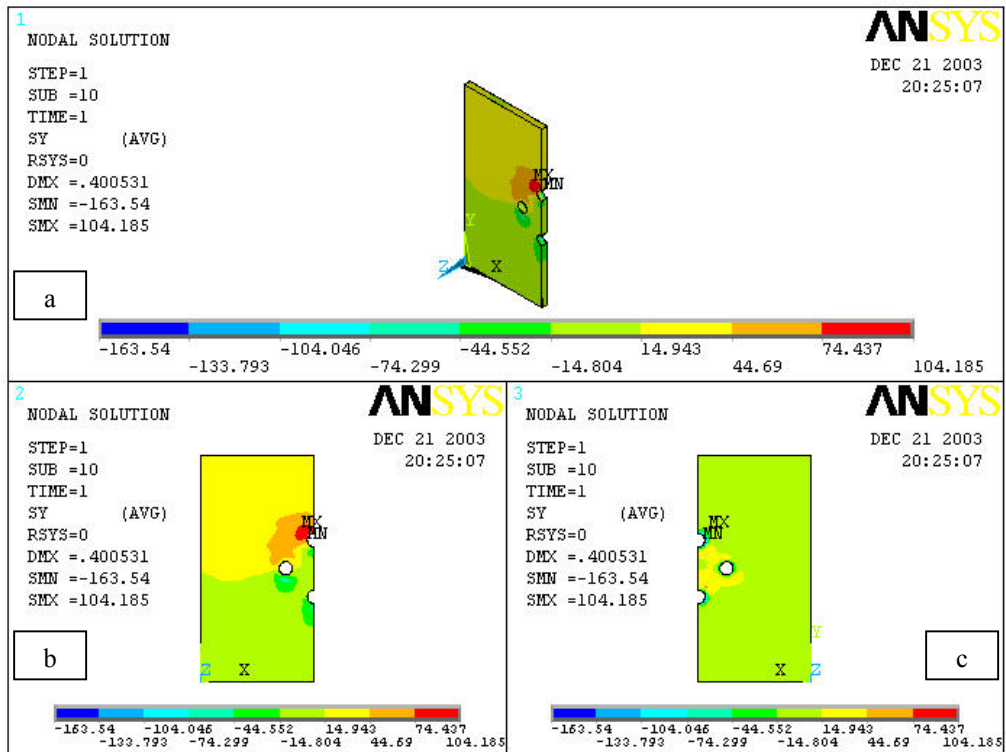 1
ANSYS
NODAL SOLUTION
DEC 21 2003
20:25:07
STEP=1
SUB =10
TIME=1
SY (AVG)
RSYS=0
DMX =.400531
SMN =-163.54
SMX =104.185
MX
MN
Y
Z X
a
-163.54 -104.046 -44.552 14.943 74.437
-133.793 -74.299 -14.804 44.69 104.185
2
ANSYS
NODAL SOLUTION
DEC 21 2003
20:25:07
STEP=1
SUB =10
TIME=1
SY (AVG)
RSYS=0
DMX =.400531
SMN =-163.54
SMX =104.185
MX
MN
Z X
b
-163.54 -104.046 -44.552 14.943 74.437
-133.793 -74.299 -14.804 44.69 104.185
3
ANSYS
NODAL SOLUTION
DEC 21 2003
20:25:07
STEP=1
SUB =10
TIME=1
SY (AVG)
RSYS=0
DMX =.400531
SMN =-163.54
SMX =104.185
MX
MN
Y
X Z
c
-163.54 -104.046 -44.552 14.943 74.437
-133.793 -74.299 -14.804 44.69 104.185